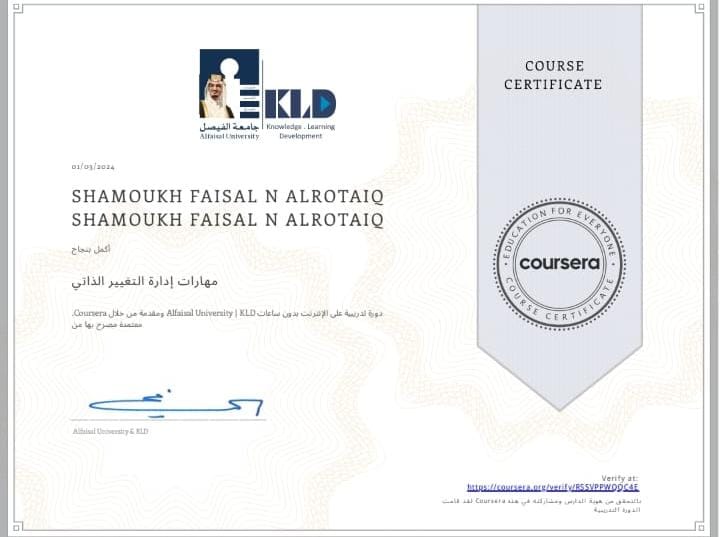 COURSE
CERTIFICATE
جامعة الفيصل
Alfaisal University
KLD
Knowledge . Learning
Development
01/03/2024
SHAMOUKH FAISAL N ALROTAIQ
SHAMOUKH FAISAL N ALROTAIQ
أكمل بنجاح
مهارات إدارة التغيير الذاتي
دورة تدريبية على الإنترنت بدون ساعات Alfaisal University | KLD ومقدمة من خلال Coursera.
معتمدة مصرح بها من
EDUCATION FOR EVERYONE
coursera
COURSE CERTIFICATE
Alfaisal University & KLD
Verify at:
https://coursera.org/verify/RSSVPPWQQC4E
بالتحقق من هوية الدارس ومشاركته في هذه Coursera لقد قامت
الدورة التدريبية